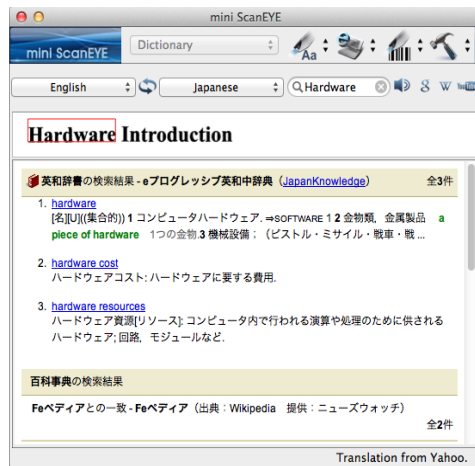 mini ScanEYE
mini ScanEYE
Dictionary
Aa
English
Japanese
Hardware
8 W You Tube
Hardware Introduction
英和辞書の検索結果 - eプログレッシブ英和中辞典（JapanKnowledge） 全3件
1. hardware
[名][U]((集合的)) 1 コンピュータハードウェア. ⇒SOFTWARE 1 2 金物類，金属製品 a
piece of hardware 1つの金物.3 機械設備；（ピストル・ミサイル・戦車・戦 ...
2. hardware cost
ハードウェアコスト: ハードウェアに要する費用.
3. hardware resources
ハードウェア資源[リソース]: コンピュータ内で行われる演算や処理のために供される
ハードウェア; 回路，モジュールなど.
百科事典の検索結果
Feペディアとの一致 - Feペディア（出典：Wikipedia 提供：ニューズウォッチ）
全2件
Translation from Yahoo.